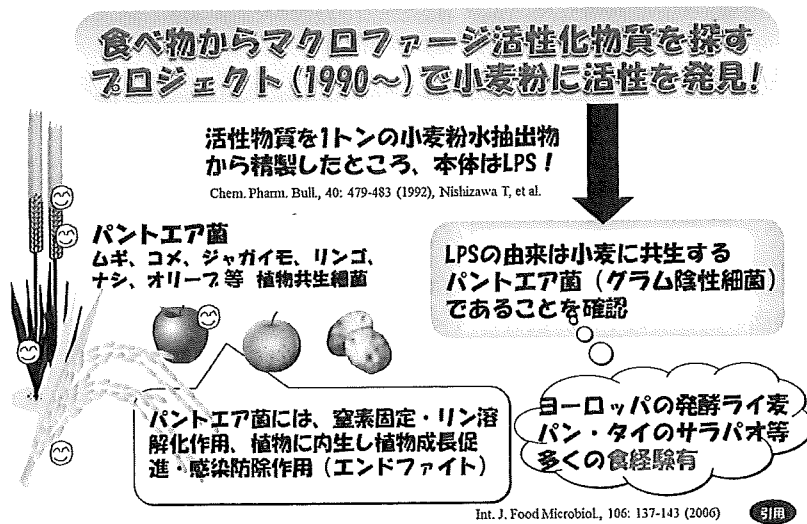 食べ物からマクロファージ活性化物質を探す
プロジェクト(1990～)で小麦粉に活性を発見!
活性物質を1トンの小麦粉水抽出物
から精製したところ、本体はLPS！
Chem. Pharm. Bull., 40: 479-483 (1992), Nishizawa T, et al.
パントエア菌
ムギ、コメ、ジャガイモ、リンゴ、
ナシ、オリーブ等 植物共生細菌
LPSの由来は小麦に共生する
パントエア菌（グラム陰性細菌）
であることを確認
パントエア菌には、窒素固定・リン溶
解化作用、植物に内生し植物成長促
進・感染防除作用（エンドファイト）
ヨーロッパの発酵ライ麦
パン・タイのサラパオ等
多くの食経験有
Int. J. Food Microbiol., 106: 137-143 (2006)
引用